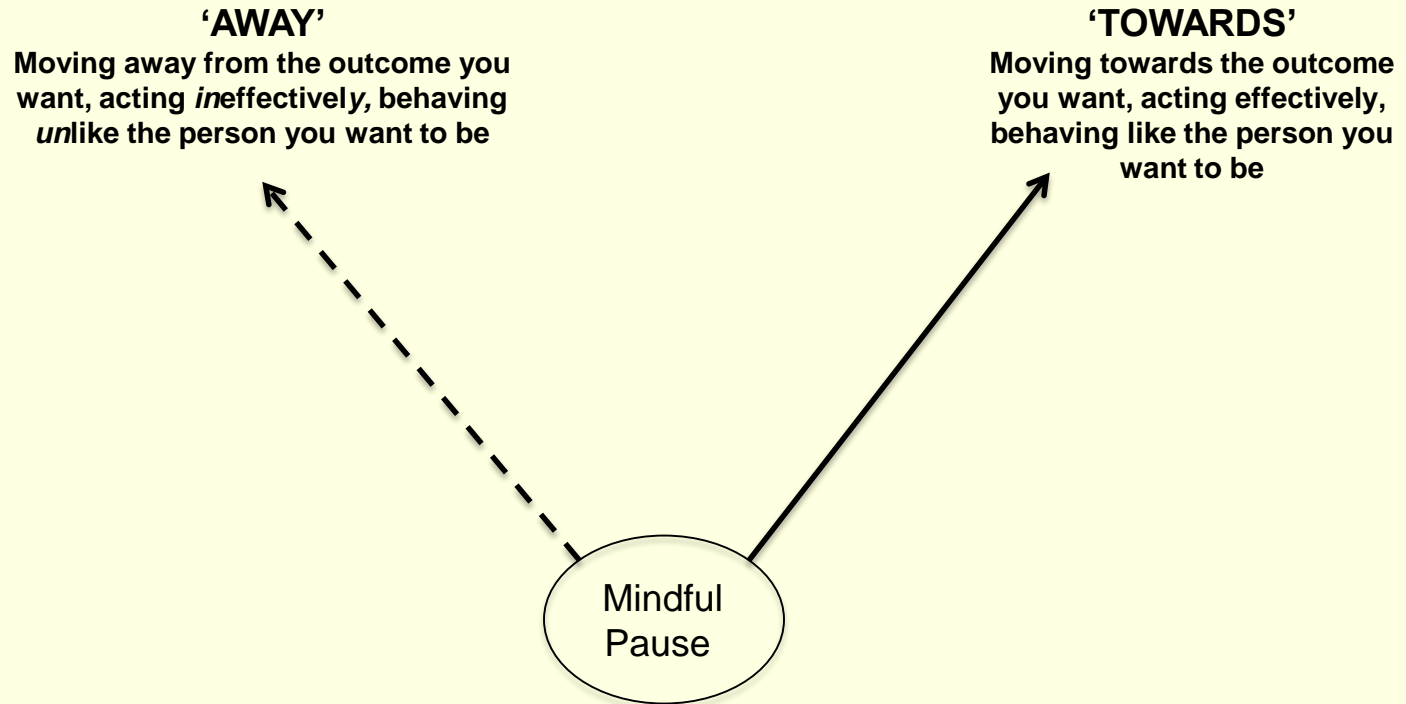 ‘AWAY’
Moving away from the outcome you
want, acting ineffectively, behaving
unlike the person you want to be
‘TOWARDS’
Moving towards the outcome
you want, acting effectively,
behaving like the person you
want to be
Mindful
Pause